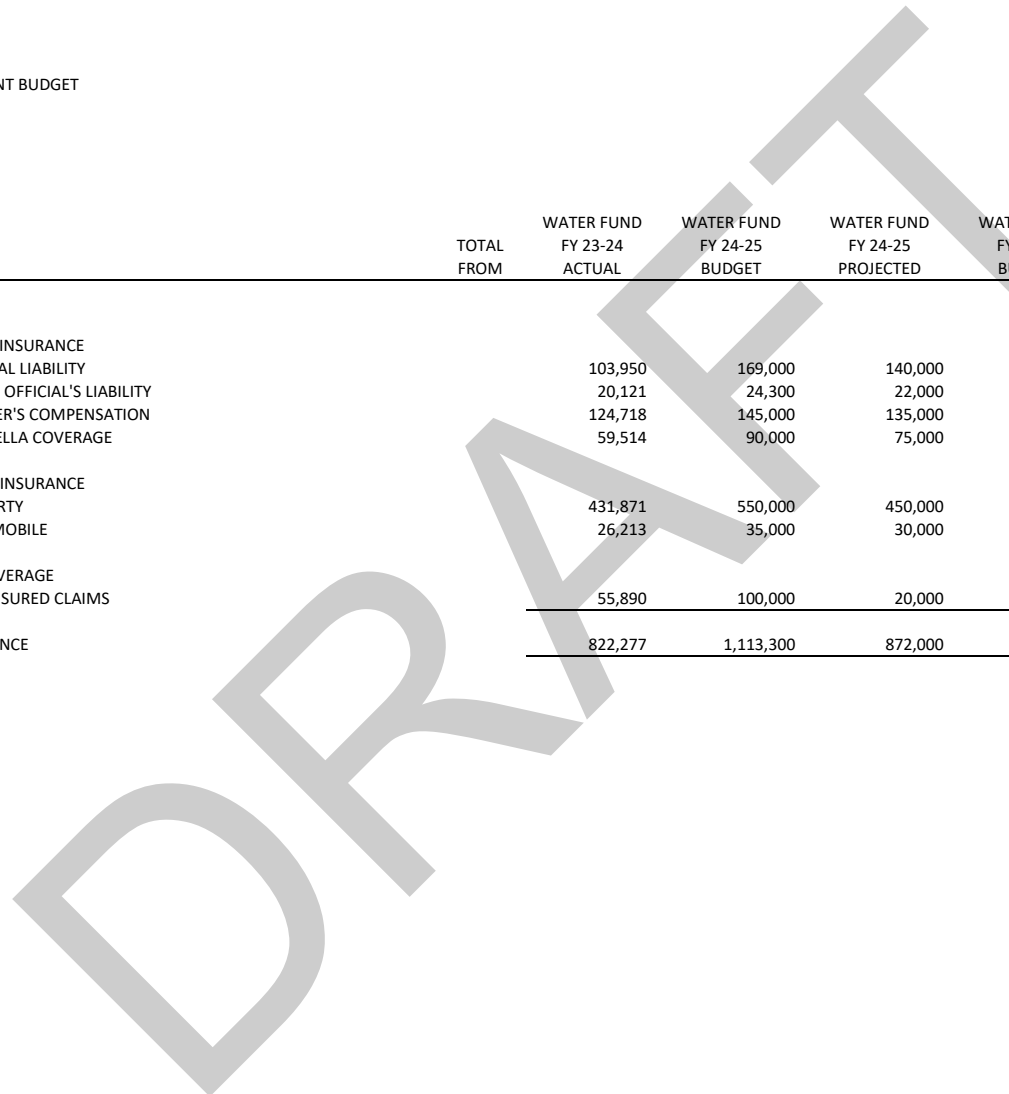 NT BUDGET
WATER FUND WATER FUND WATER FUND WAT
TOTAL FY 23-24 FY 24-25 FY 24-25 FY
FROM ACTUAL BUDGET PROJECTED B
INSURANCE
AL LIABILITY 103,950 169,000 140,000
OFFICIAL'S LIABILITY 20,121 24,300 22,000
ER'S COMPENSATION 124,718 145,000 135,000
ELLA COVERAGE 59,514 90,000 75,000
INSURANCE
RTY 431,871 550,000 450,000
MOBILE 26,213 35,000 30,000
VERAGE
SURED CLAIMS 55,890 100,000 20,000
NCE 822,277 1,113,300 872,000
DRAFT